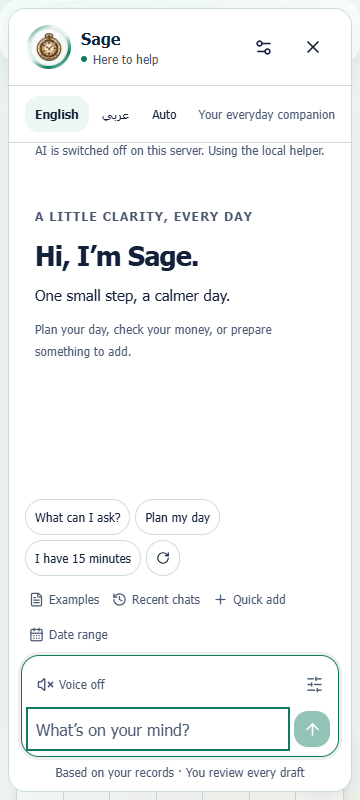 Sage
Here to help
English عربي Auto Your everyday companion
AI is switched off on this server. Using the local helper.
A LITTLE CLARITY, EVERY DAY
Hi, I’m Sage.
One small step, a calmer day.
Plan your day, check your money, or prepare
something to add.
What can I ask? Plan my day
I have 15 minutes
Examples Recent chats Quick add
Date range
Voice off
What’s on your mind?
Based on your records · You review every draft